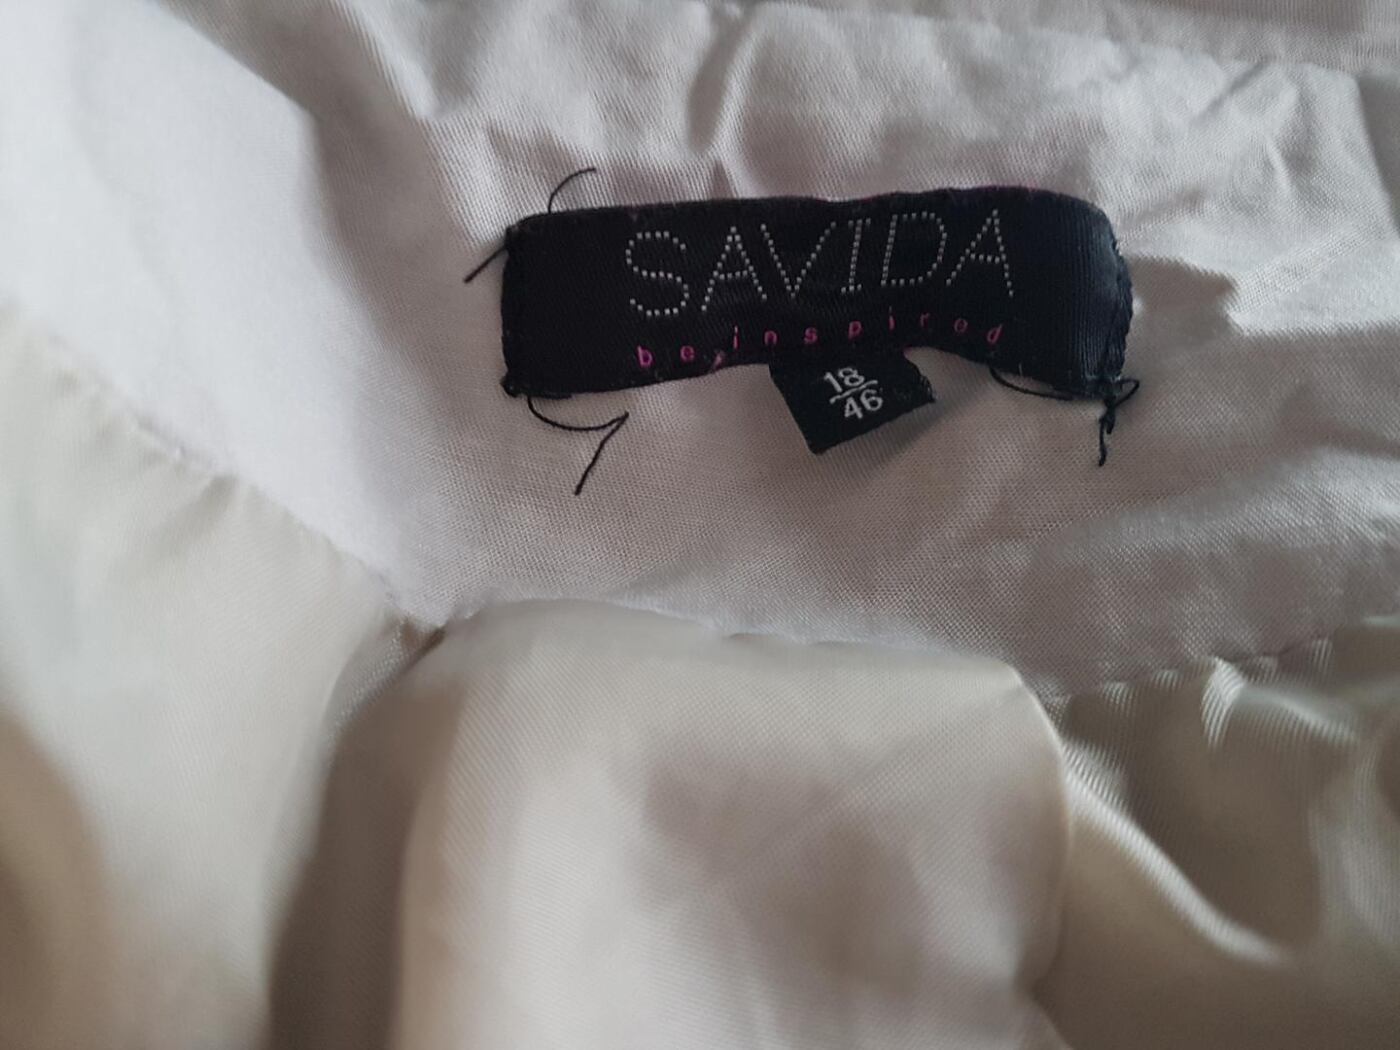 SAVIDA
be inspired
18
46